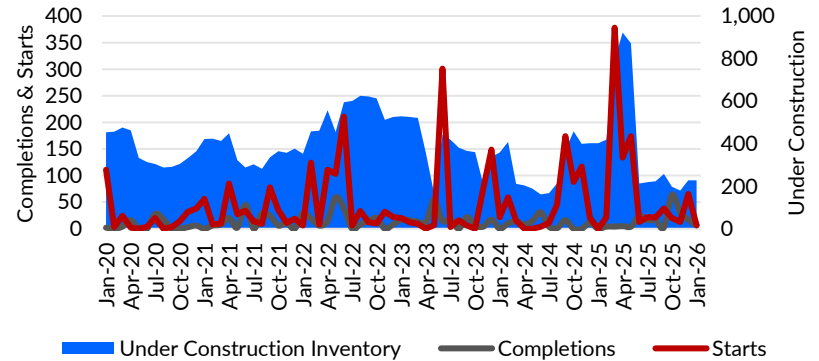 Completions & Starts
400
350
300
250
200
150
100
50
0
1,000
800
600
400
200
0
Under Construction
Jan-20
Apr-20
Jul-20
Oct-20
Jan-21
Apr-21
Jul-21
Oct-21
Jan-22
Apr-22
Jul-22
Oct-22
Jan-23
Apr-23
Jul-23
Oct-23
Jan-24
Apr-24
Jul-24
Oct-24
Jan-25
Apr-25
Jul-25
Oct-25
Jan-26
Under Construction Inventory
Completions
Starts